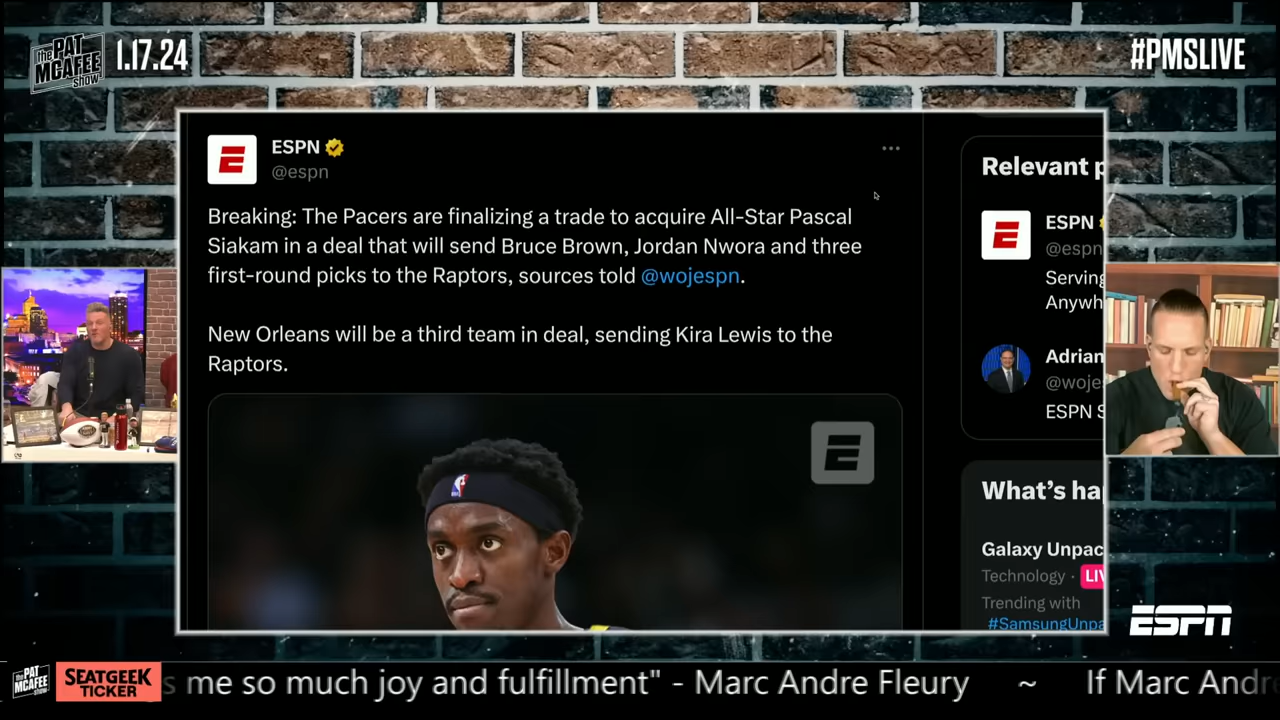 the PAT MCAFEE show
1.17.24
#PMSLIVE
ESPN
@espn
Breaking: The Pacers are finalizing a trade to acquire All-Star Pascal
Siakam in a deal that will send Bruce Brown, Jordan Nwora and three
first-round picks to the Raptors, sources told @wojespn.
New Orleans will be a third team in deal, sending Kira Lewis to the
Raptors.
E
Relevant p
ESPN
@espn
Serving
Anywh
Adrian
@woje
ESPN S
What's ha
Galaxy Unpac
Technology · LIV
Trending with
#SamsungUnpa
ESPN
the PAT MCAFEE show
SEATGEEK
TICKER
s me so much joy and fulfillment" - Marc Andre Fleury ~ If Marc Andre